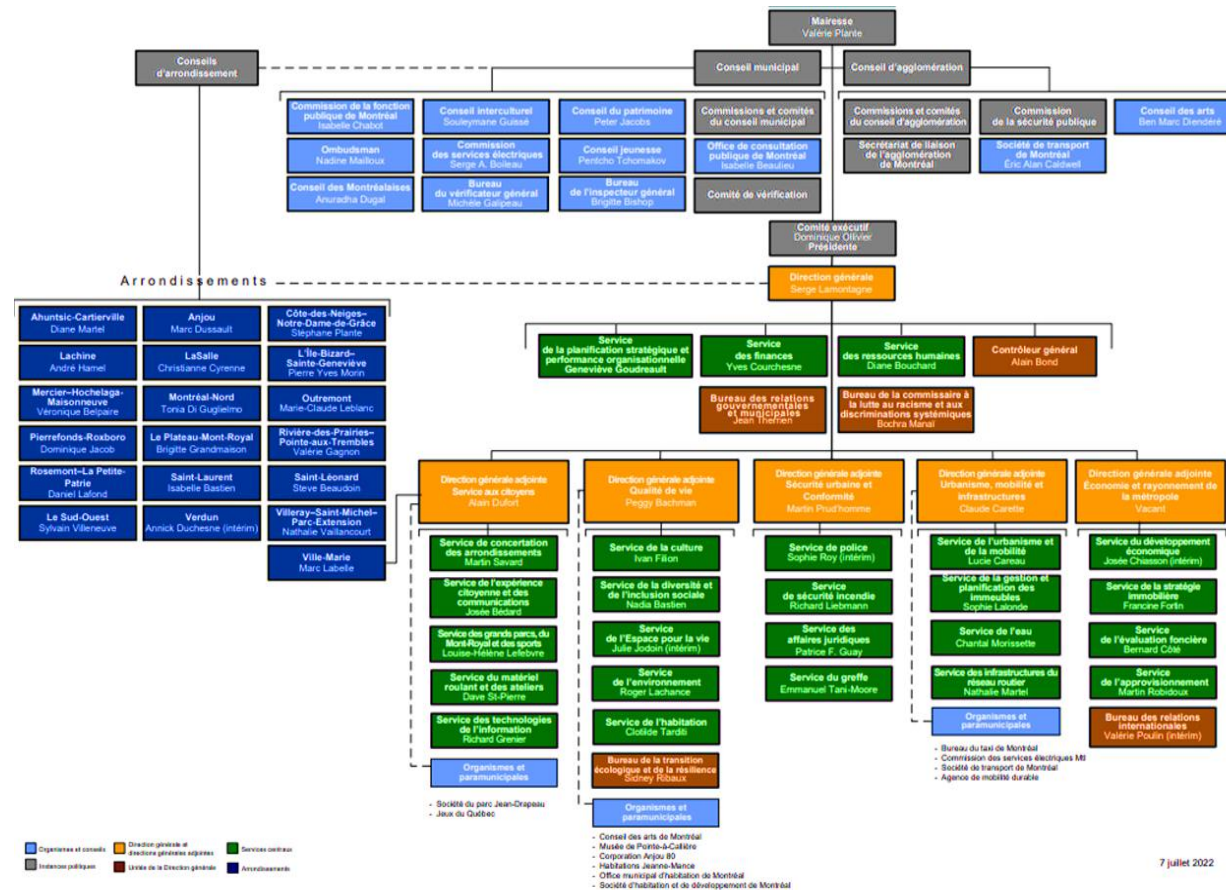 Mairesse
Valérie Plante
Conseils
d'arrondissement
Conseil municipal
Conseil d'agglomération
Commission de la fonction
publique de Montréal
Isabelle Chabot
Conseil interculturel
Souleymane Guissé
Conseil du patrimoine
Peter Jacobs
Commissions et comités
du conseil municipal
Commissions et comités
du conseil d'agglomération
Commission
de la sécurité publique
Conseil des arts
Ben Marc Diendéré
Ombudsman
Nadine Mailloux
Commission
des services électriques
Serge A. Boileau
Conseil jeunesse
Pentcho Tchomakov
Office de consultation
publique de Montréal
Isabelle Beaulieu
Secrétariat de liaison
de l'agglomération
de Montréal
Société de transport
de Montréal
Éric Alan Caldwell
Conseil des Montréalaises
Anuradha Dugal
Bureau
du vérificateur général
Michèle Galipeau
Bureau
de l'inspecteur général
Brigitte Bishop
Comité de vérification
Comité exécutif
Dominique Ollivier
Présidente
Direction générale
Serge Lamontagne
Arrondissements
Ahuntsic-Cartierville
Diane Martel
Anjou
Marc Dussault
Côte-des-Neiges–
Notre-Dame-de-Grâce
Stéphane Plante
Lachine
André Hamel
LaSalle
Christianne Cyrenne
L'Île-Bizard–
Sainte-Geneviève
Pierre Yves Morin
Mercier–Hochelaga-
Maisonneuve
Véronique Belpaire
Montréal-Nord
Tonia Di Guglielmo
Outremont
Marie-Claude Leblanc
Pierrefonds-Roxboro
Dominique Jacob
Le Plateau-Mont-Royal
Brigitte Grandmaison
Rivière-des-Prairies–
Pointe-aux-Trembles
Valérie Gagnon
Rosemont–La Petite-
Patrie
Daniel Lafond
Saint-Laurent
Isabelle Bastien
Saint-Léonard
Steve Beaudoin
Le Sud-Ouest
Sylvain Villeneuve
Verdun
Annick Duchesne (intérim)
Villeray–Saint-Michel–
Parc-Extension
Nathalie Vaillancourt
Ville-Marie
Marc Labelle
Service
de la planification stratégique et
performance organisationnelle
Geneviève Goudreault
Service
des finances
Yves Courchesne
Service
des ressources humaines
Diane Bouchard
Contrôleur général
Alain Bond
Bureau des relations
gouvernementales
et municipales
Jean Therrien
Bureau de la commissaire à
la lutte au racisme et aux
discriminations systémiques
Bochra Manaï
Direction générale adjointe
Service aux citoyens
Alain Dufort
Direction générale adjointe
Qualité de vie
Peggy Bachman
Direction générale adjointe
Sécurité urbaine et
Conformité
Martin Prud'homme
Direction générale adjointe
Urbanisme, mobilité et
infrastructures
Claude Carette
Direction générale adjointe
Économie et rayonnement de
la métropole
Vacant
Service de concertation
des arrondissements
Martin Savard
Service de l'expérience
citoyenne et des
communications
Josée Bédard
Service des grands parcs, du
Mont-Royal et des sports
Louise-Hélène Lefebvre
Service du matériel
roulant et des ateliers
Dave St-Pierre
Service des technologies
de l'information
Richard Grenier
Organismes et
paramunicipales
- Société du parc Jean-Drapeau
- Jeux du Québec
Service de la culture
Ivan Filion
Service de la diversité et
de l'inclusion sociale
Nadia Bastien
Service
de l'Espace pour la vie
Julie Jodoin (intérim)
Service
de l'environnement
Roger Lachance
Service de l'habitation
Clotilde Tarditi
Bureau de la transition
écologique et de la résilience
Sidney Ribaux
Organismes et
paramunicipales
- Conseil des arts de Montréal
- Musée de Pointe-à-Callière
- Corporation Anjou 80
- Habitations Jeanne-Mance
- Office municipal d'habitation de Montréal
- Société d'habitation et de développement de Montréal
Service de police
Sophie Roy (intérim)
Service
de sécurité incendie
Richard Liebmann
Service des
affaires juridiques
Patrice F. Guay
Service du greffe
Emmanuel Tani-Moore
Service de l'urbanisme et
de la mobilité
Lucie Careau
Service de la gestion et
planification des
immeubles
Sophie Lalonde
Service de l'eau
Chantal Morissette
Service des infrastructures du
réseau routier
Nathalie Martel
Organismes et
paramunicipales
- Bureau du taxi de Montréal
- Commission des services électriques Mtl
- Société de transport de Montréal
- Agence de mobilité durable
Service du développement
économique
Josée Chiasson (intérim)
Service de la stratégie
immobilière
Francine Fortin
Service
de l'évaluation foncière
Bernard Côté
Service
de l'approvisionnement
Martin Robidoux
Bureau des relations
internationales
Valérie Poulin (intérim)
Organismes et conseils
Direction générale et
directions générales adjointes
Services centraux
Instances politiques
Unités de la Direction générale
Arrondissements
7 juillet 2022